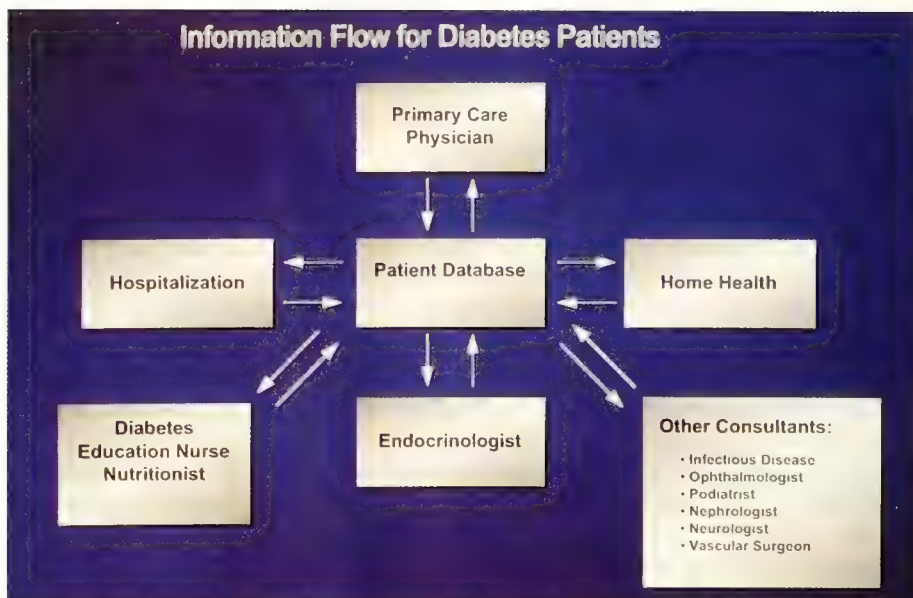 Information Flow for Diabetes Patients
Primary Care
Physician
Hospitalization
Patient Database
Home Health
Diabetes
Education Nurse
Nutritionist
Endocrinologist
Other Consultants:
• Infectious Disease
• Ophthalmologist
• Podiatrist
• Nephrologist
• Neurologist
• Vascular Surgeon